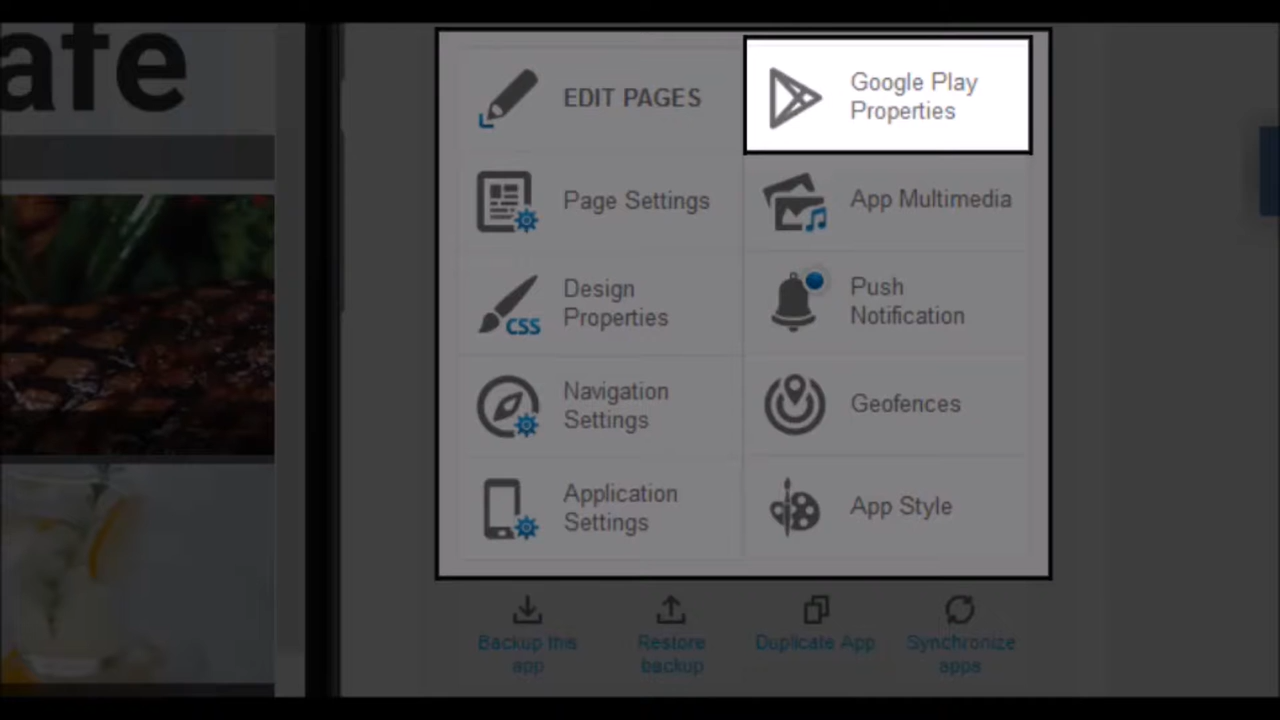 afe
EDIT PAGES
Google Play
Properties
Page Settings
App Multimedia
Design
Properties
CSS
Push
Notification
Navigation
Settings
Geofences
Application
Settings
App Style
Backup this
app
Restore
backup
Duplicate App
Synchronize
apps